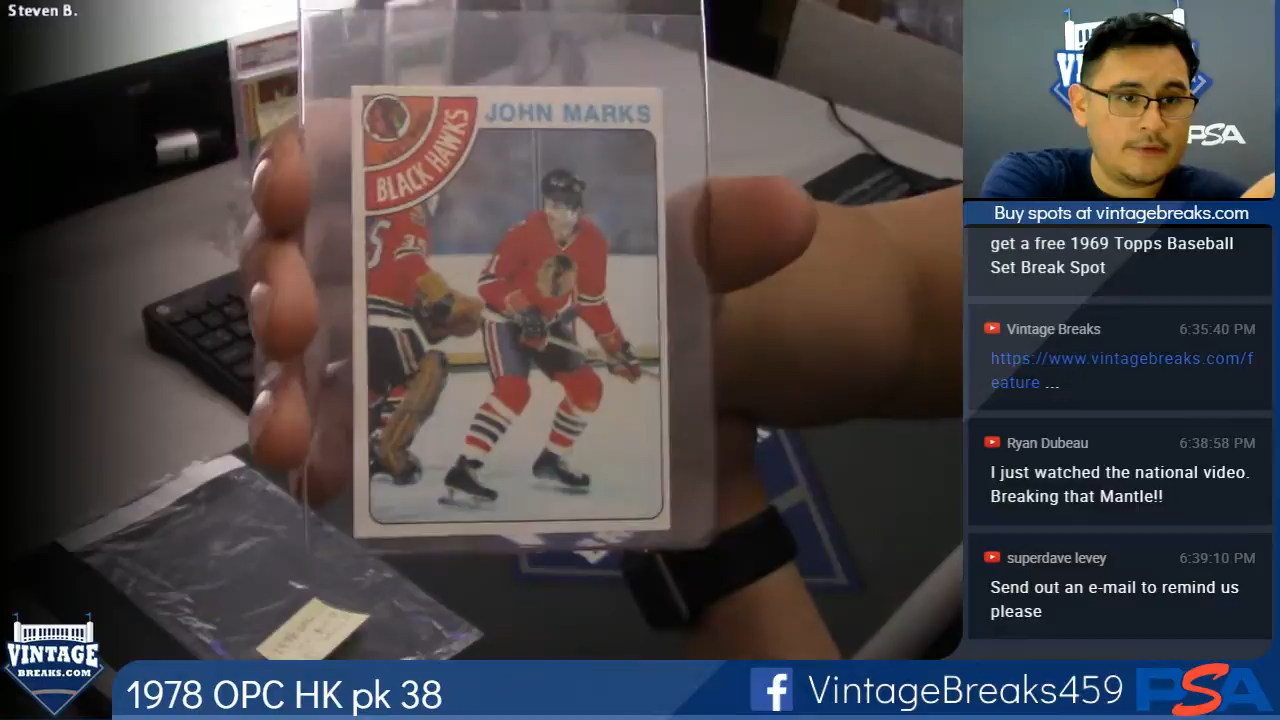 Steven B.
JOHN MARKS
BLACK HAWKS
PSA
Buy spots at vintagebreaks.com
get a free 1969 Topps Baseball
Set Break Spot
Vintage Breaks 6:35:40 PM
https://www.vintagebreaks.com/f
eature ...
Ryan Dubeau 6:38:58 PM
I just watched the national video.
Breaking that Mantle!!
superdave levey 6:39:10 PM
Send out an e-mail to remind us
please
VINTAGE
BREAKS.COM
1978 OPC HK pk 38
f VintageBreaks459
PSA